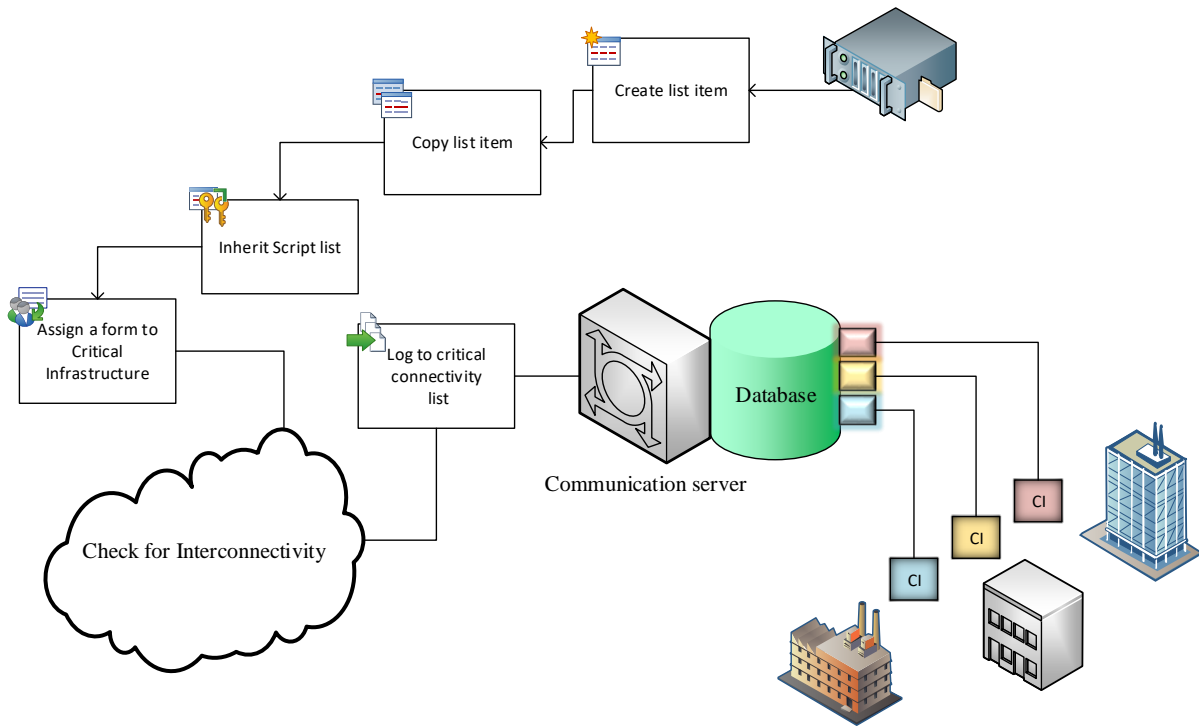 Create list item
Copy list item
Inherit Script list
Assign a form to
Critical
Infrastructure
Log to critical
connectivity
list
Database
Communication server
Check for Interconnectivity
CI
CI
CI